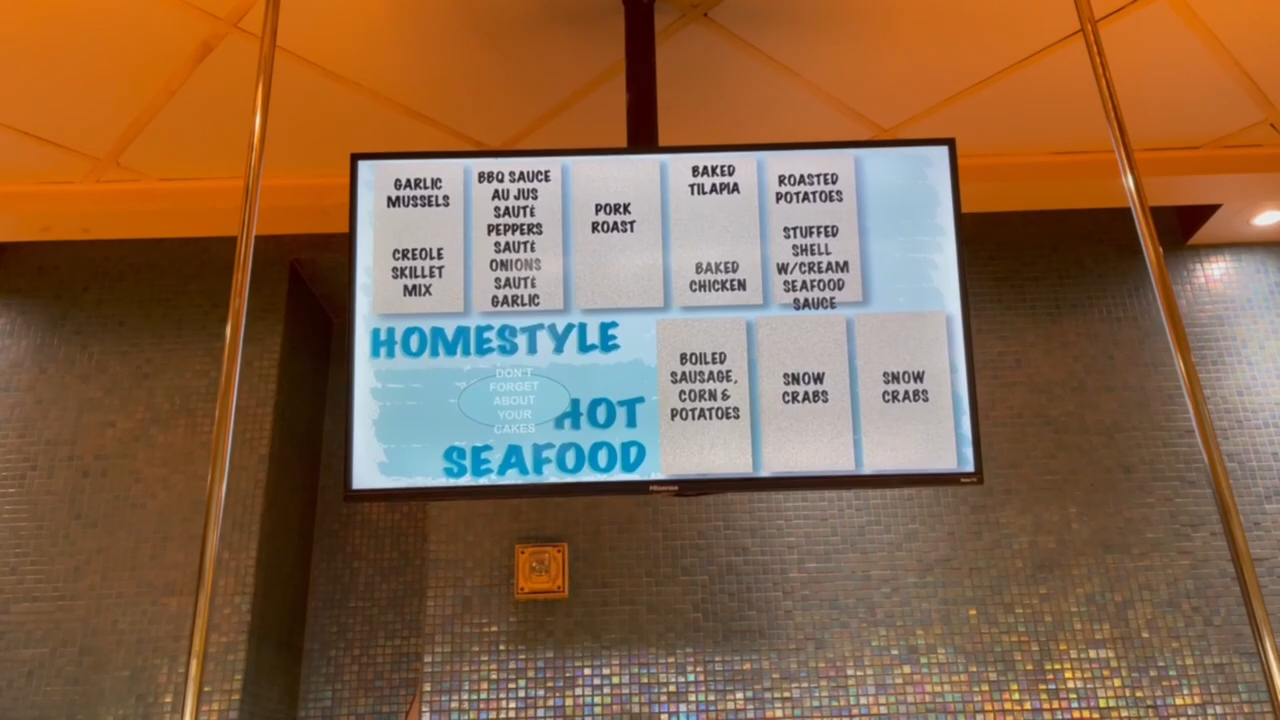 GARLIC
MUSSELS
CREOLE
SKILLET
MIX
BBQ SAUCE
AU JUS
SAUTÉ
PEPPERS
SAUTÉ
ONIONS
SAUTÉ
GARLIC
PORK
ROAST
BAKED
TILAPIA
BAKED
CHICKEN
ROASTED
POTATOES
STUFFED
SHELL
W/CREAM
SEAFOOD
SAUCE
HOMESTYLE
DON'T
FORGET
ABOUT
YOUR
CAKES
HOT
SEAFOOD
BOILED
SAUSAGE,
CORN &
POTATOES
SNOW
CRABS
SNOW
CRABS
Hisense